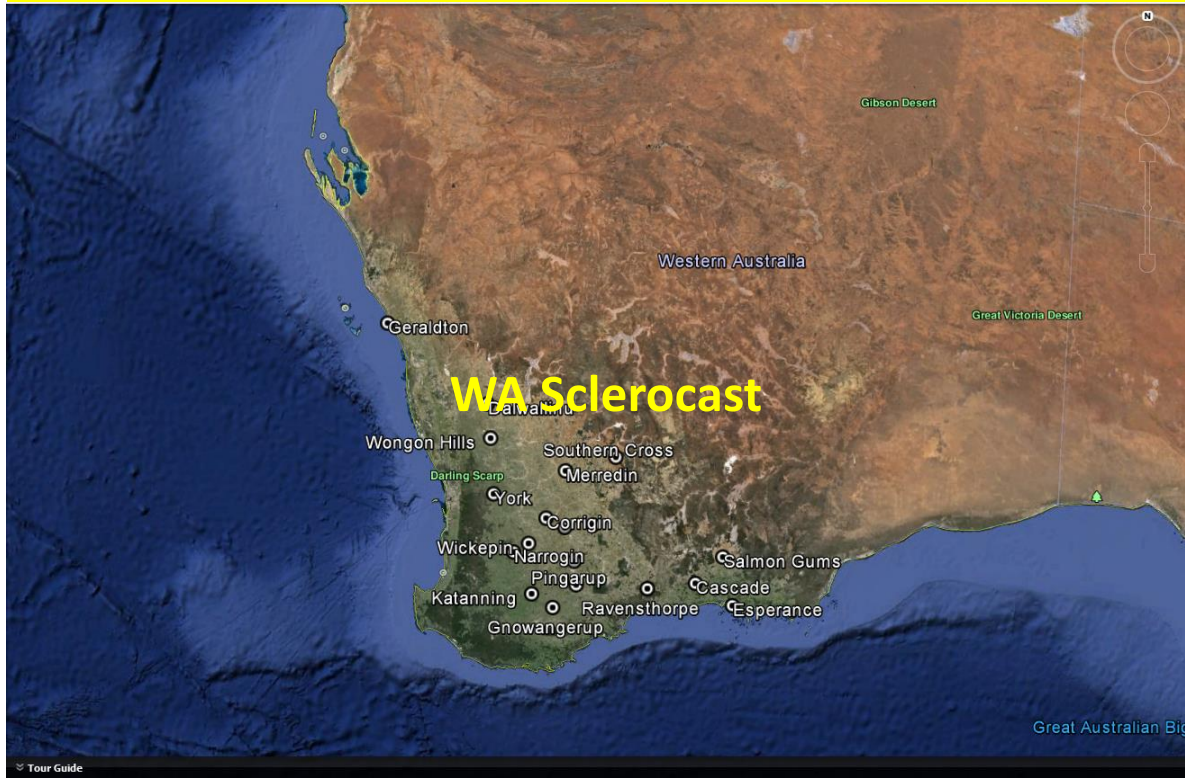 N
Gibson Desert
Western Australia
Great Victoria Desert
Geraldton
WA Sclerocast
Dalwallinu
Wongon Hills
Southern Cross
Darling Scarp
Merredin
York
Corrigin
Wickepin
Narrogin
Salmon Gums
Pingarup
Cascade
Katanning
Ravensthorpe
Esperance
Gnowangerup
Great Australian Big
Tour Guide